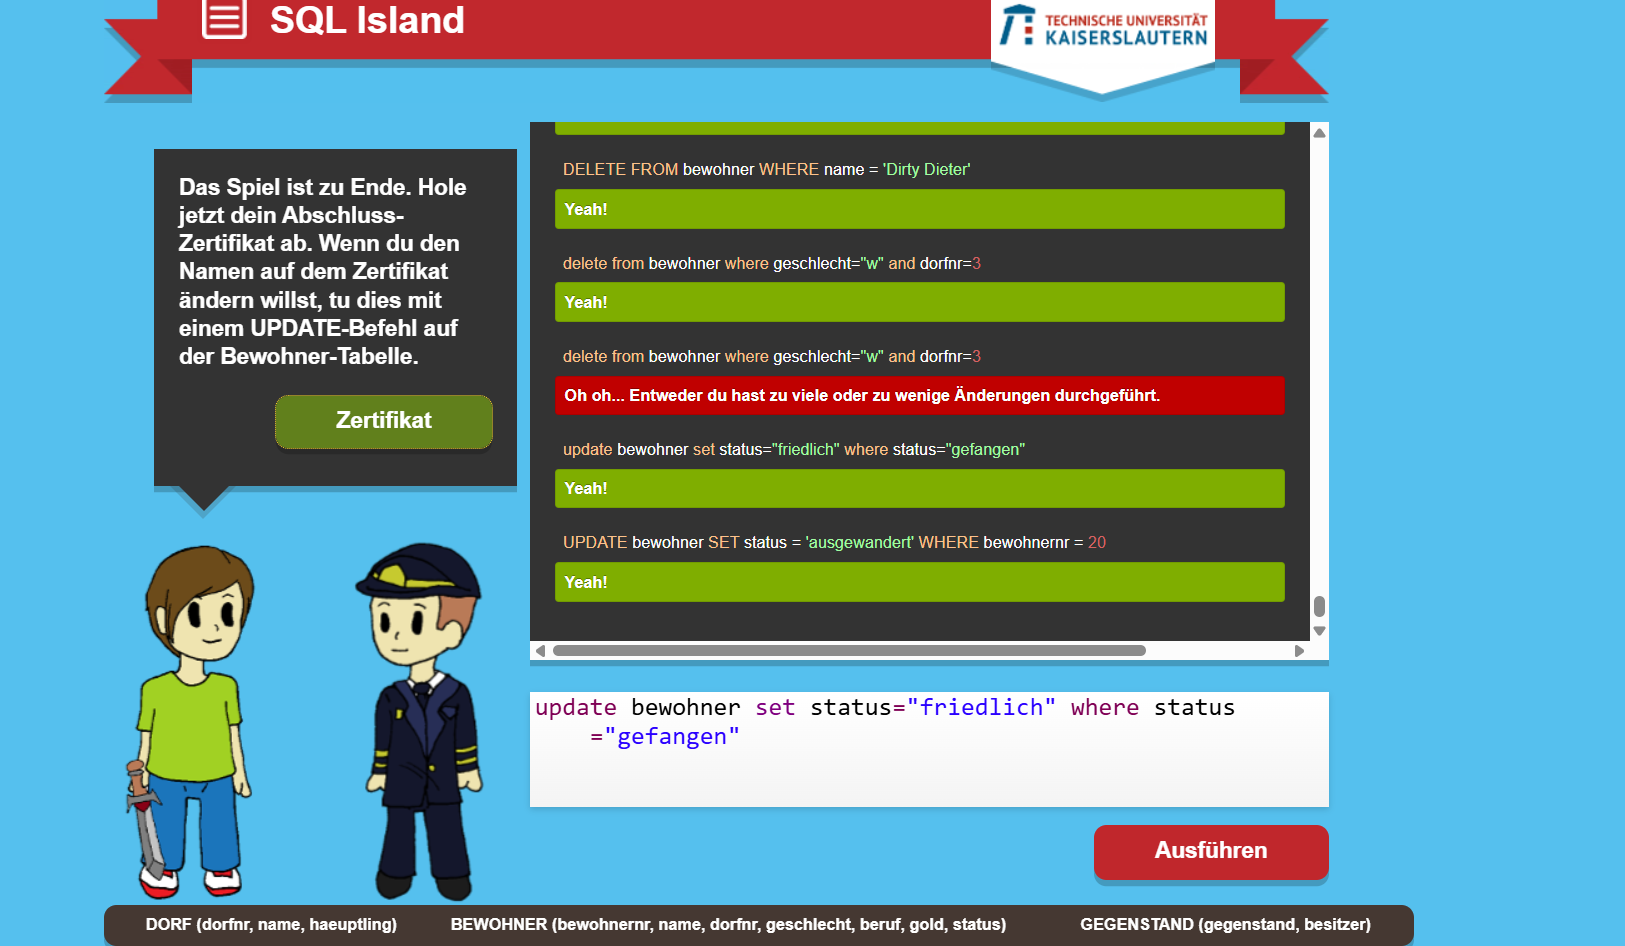 SQL Island
TECHNISCHE UNIVERSITÄT
KAISERSLAUTERN
Das Spiel ist zu Ende. Hole
jetzt dein Abschluss-
Zertifikat ab. Wenn du den
Namen auf dem Zertifikat
ändern willst, tu dies mit
einem UPDATE-Befehl auf
der Bewohner-Tabelle.
Zertifikat
DELETE FROM bewohner WHERE name = 'Dirty Dieter'
Yeah!
delete from bewohner where geschlecht="w" and dorfnr=3
Yeah!
delete from bewohner where geschlecht="w" and dorfnr=3
Oh oh... Entweder du hast zu viele oder zu wenige Änderungen durchgeführt.
update bewohner set status="friedlich" where status="gefangen"
Yeah!
UPDATE bewohner SET status = 'ausgewandert' WHERE bewohnernr = 20
Yeah!
update bewohner set status="friedlich" where status
="gefangen"
Ausführen
DORF (dorfnr, name, haeuptling) BEWOHNER (bewohnernr, name, dorfnr, geschlecht, beruf, gold, status) GEGENSTAND (gegenstand, besitzer)